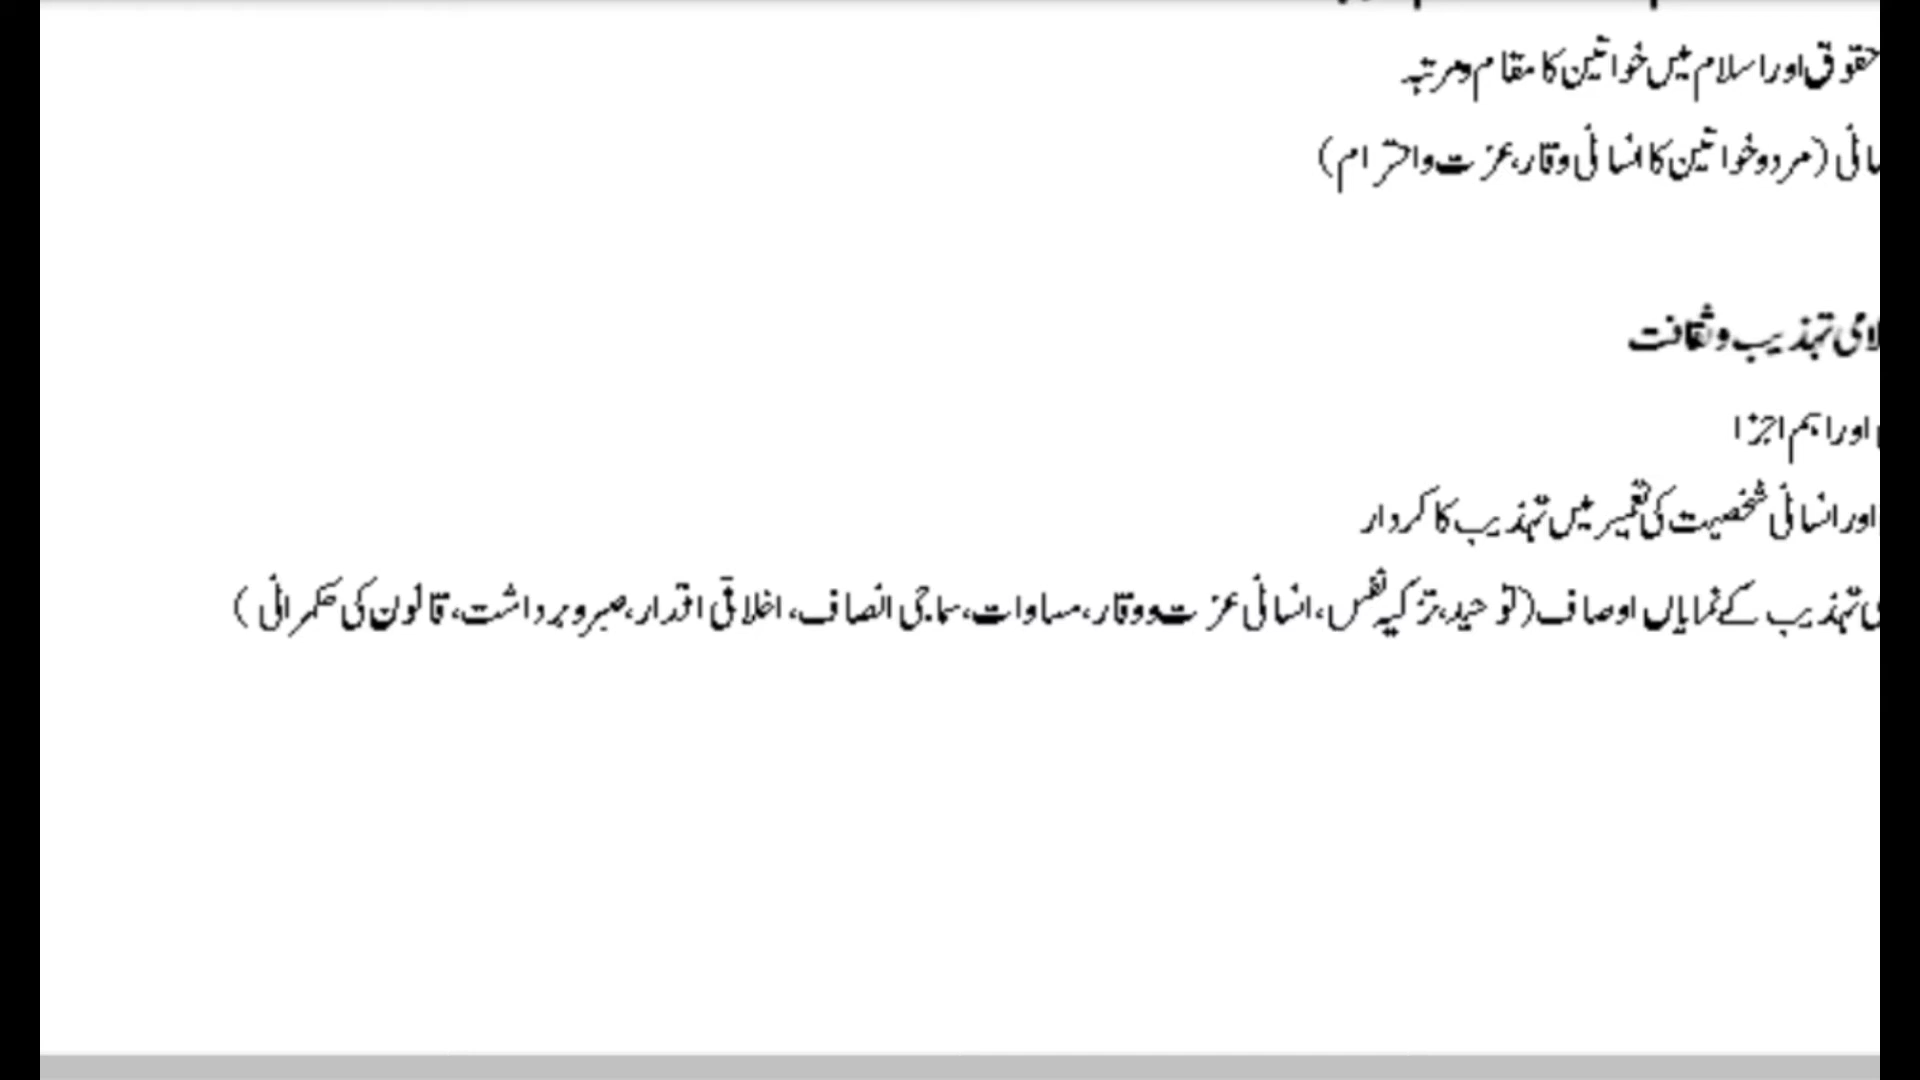 حقوق اور اسلام میں خواتین کا مقام و مرتبہ
(مرد و خواتین کا انسانی وقار، عزت و احترام)
تہذیب و ثقافت
اور اہم اجزا
اور انسانی شخصیت کی تعمیر میں تہذیب کا کردار
تہذیب کے نمایاں اوصاف (توحید، تزکیہ نفس، انسانی عزت و وقار، مساوات، سماجی انصاف، اخلاقی اقدار، صبر و برداشت، قانون کی حکمرانی)